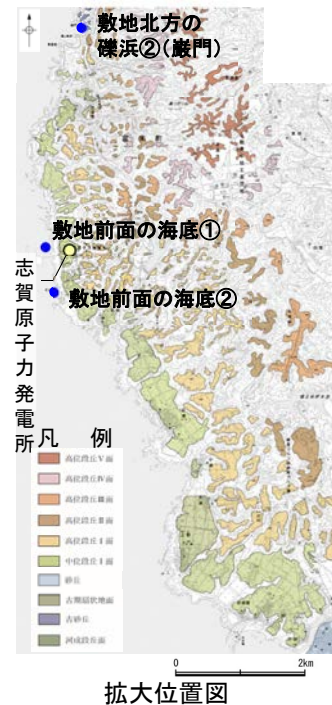 敷地北方の
礫浜②(巌門)
敷地前面の海底①
敷地前面の海底②
志賀原子力発電所
凡 例
高位段丘Ⅴ面
高位段丘Ⅳ面
高位段丘Ⅲ面
高位段丘Ⅱ面
高位段丘Ⅰ面
中位段丘Ⅰ面
砂丘
古期扇状地面
古砂丘
河成段丘面
0 2km
拡大位置図